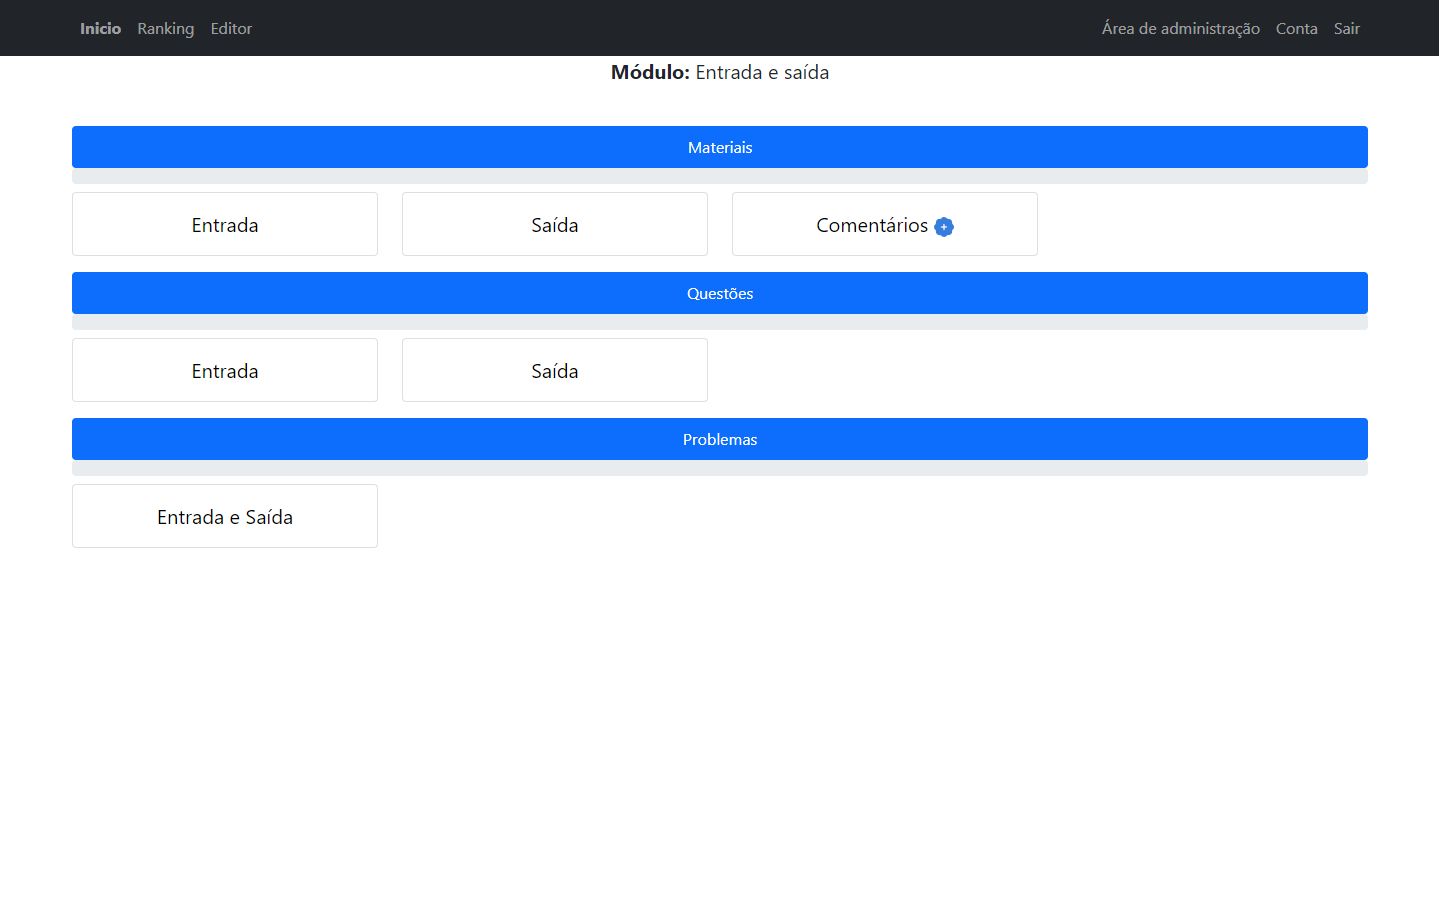 Inicio Ranking Editor Área de administração Conta Sair
Módulo: Entrada e saída
Materiais
Entrada Saída Comentários
Questões
Entrada Saída
Problemas
Entrada e Saída